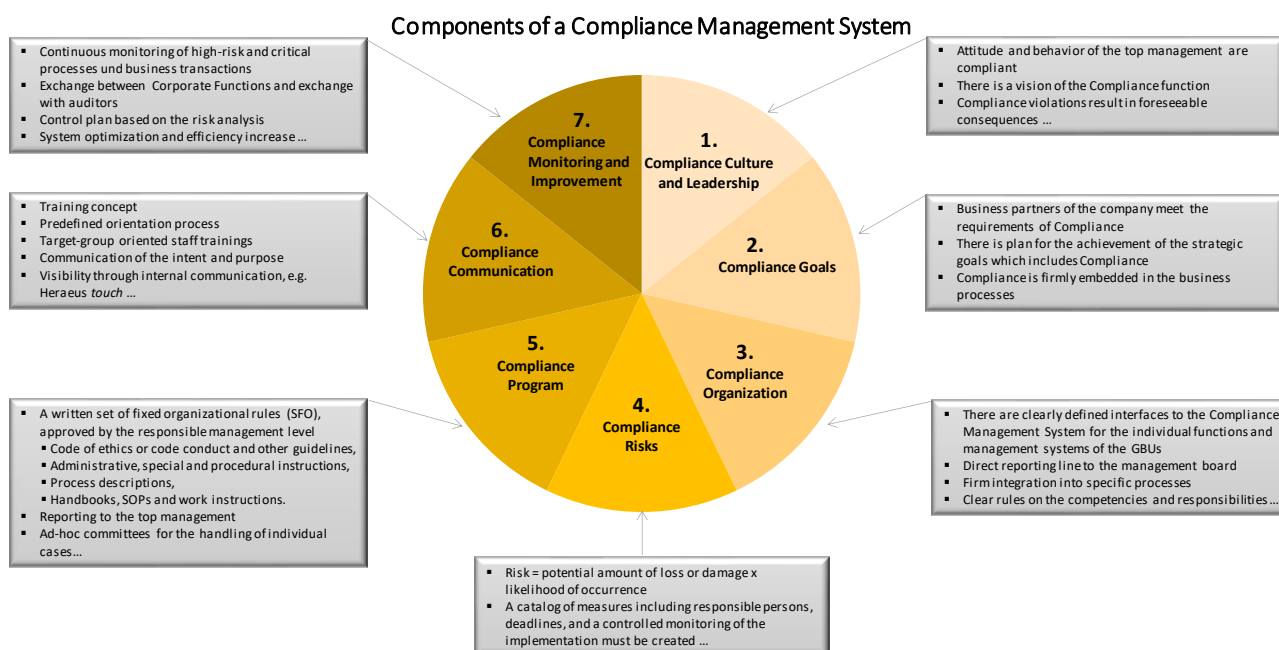 Components of a Compliance Management System
▪ Continuous monitoring of high-risk and critical
processes und business transactions
▪ Exchange between Corporate Functions and exchange
with auditors
▪ Control plan based on the risk analysis
▪ System optimization and efficiency increase …
▪ Attitude and behavior of the top management are
compliant
▪ There is a vision of the Compliance function
▪ Compliance violations result in foreseeable
consequences …
7.
Compliance
Monitoring and
Improvement
1.
Compliance Culture
and Leadership
▪ Training concept
▪ Predefined orientation process
▪ Target-group oriented staff trainings
▪ Communication of the intent and purpose
▪ Visibility through internal communication, e.g.
Heraeus touch …
6.
Compliance
Communication
2.
Compliance Goals
▪ Business partners of the company meet the
requirements of Compliance
▪ There is plan for the achievement of the strategic
goals which includes Compliance
▪ Compliance is firmly embedded in the business
processes
5.
Compliance
Program
4.
Compliance
Risks
3.
Compliance
Organization
▪ A written set of fixed organizational rules (SFO),
approved by the responsible management level
▪ Code of ethics or code conduct and other guidelines,
▪ Administrative, special and procedural instructions,
▪ Process descriptions,
▪ Handbooks, SOPs and work instructions.
▪ Reporting to the top management
▪ Ad-hoc committees for the handling of individual
cases…
▪ There are clearly defined interfaces to the Compliance
Management System for the individual functions and
management systems of the GBUs
▪ Direct reporting line to the management board
▪ Firm integration into specific processes
▪ Clear rules on the competencies and responsibilities …
▪ Risk = potential amount of loss or damage x
likelihood of occurrence
▪ A catalog of measures including responsible persons,
deadlines, and a controlled monitoring of the
implementation must be created …